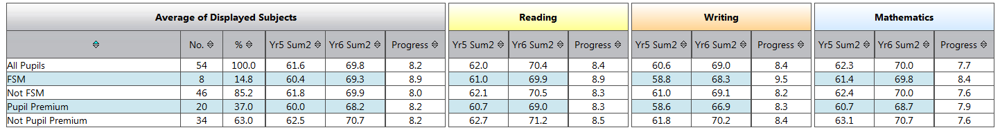 Average of Displayed Subjects Reading Writing Mathematics
No. % Yr5 Sum2 Yr6 Sum2 Progress Yr5 Sum2 Yr6 Sum2 Progress Yr5 Sum2 Yr6 Sum2 Progress Yr5 Sum2 Yr6 Sum2 Progress
All Pupils 54 100.0 61.6 69.8 8.2 62.0 70.4 8.4 60.6 69.0 8.4 62.3 70.0 7.7
FSM 8 14.8 60.4 69.3 8.9 61.0 69.9 8.9 58.8 68.3 9.5 61.4 69.8 8.4
Not FSM 46 85.2 61.8 69.9 8.0 62.1 70.5 8.3 61.0 69.1 8.2 62.4 70.0 7.6
Pupil Premium 20 37.0 60.0 68.2 8.2 60.7 69.0 8.3 58.6 66.9 8.3 60.7 68.7 7.9
Not Pupil Premium 34 63.0 62.5 70.7 8.2 62.7 71.2 8.5 61.8 70.2 8.4 63.1 70.7 7.6